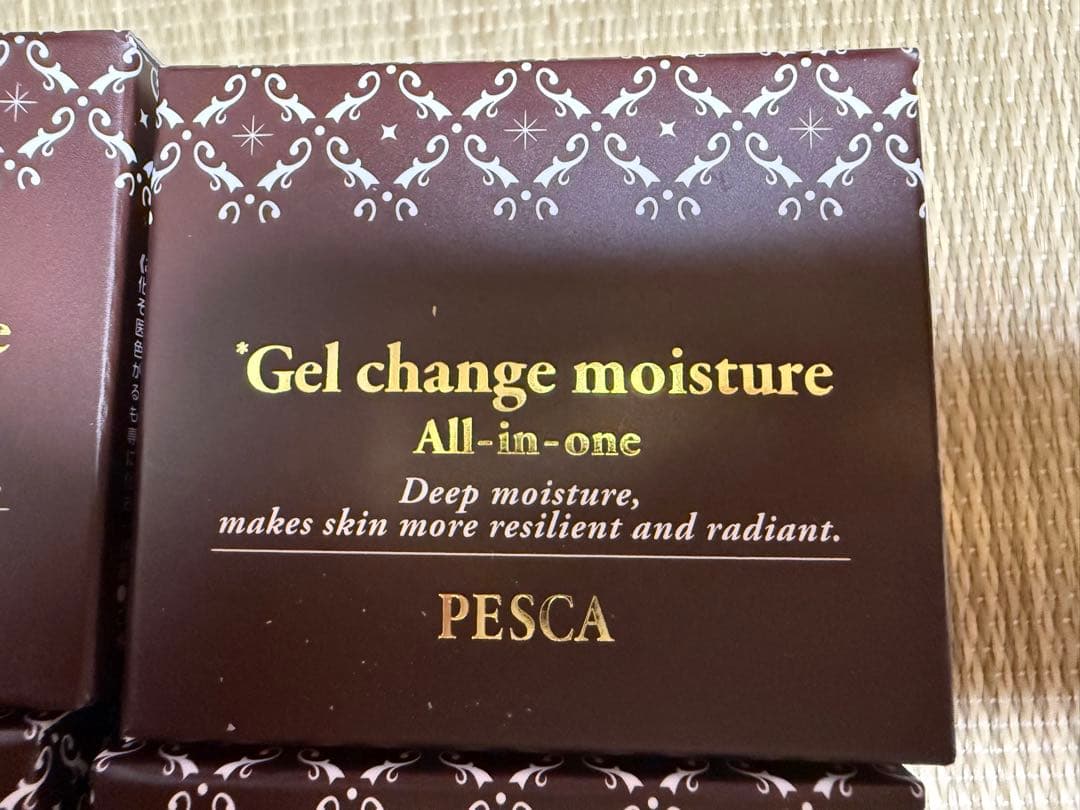 *Gel change moisture
All-in-one
Deep moisture,
makes skin more resilient and radiant.
PESCA
e